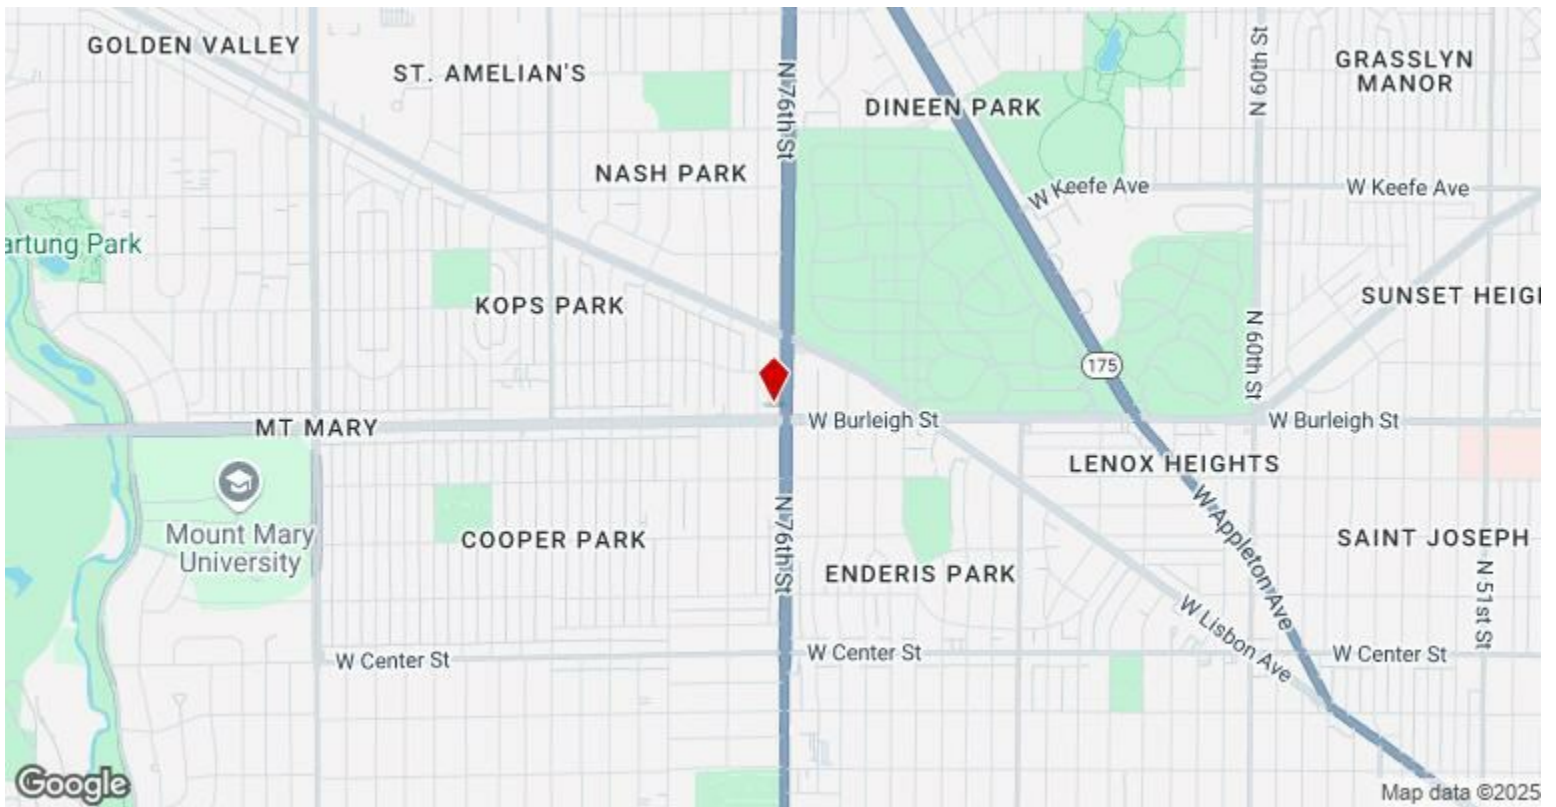 GOLDEN VALLEY
ST. AMELIAN'S
N 76th St
DINEEN PARK
N 60th St
GRASSLYN
MANOR
NASH PARK
W Keefe Ave
W Keefe Ave
artung Park
KOPS PARK
SUNSET HEIGH
N 60th St
175
MT MARY
W Burleigh St
W Burleigh St
LENOX HEIGHTS
Mount Mary
University
COOPER PARK
N 76th St
ENDERIS PARK
W Appleton Ave
SAINT JOSEPH
N 51st St
W Lisbon Ave
W Center St
W Center St
W Center St
Google
Map data ©2025